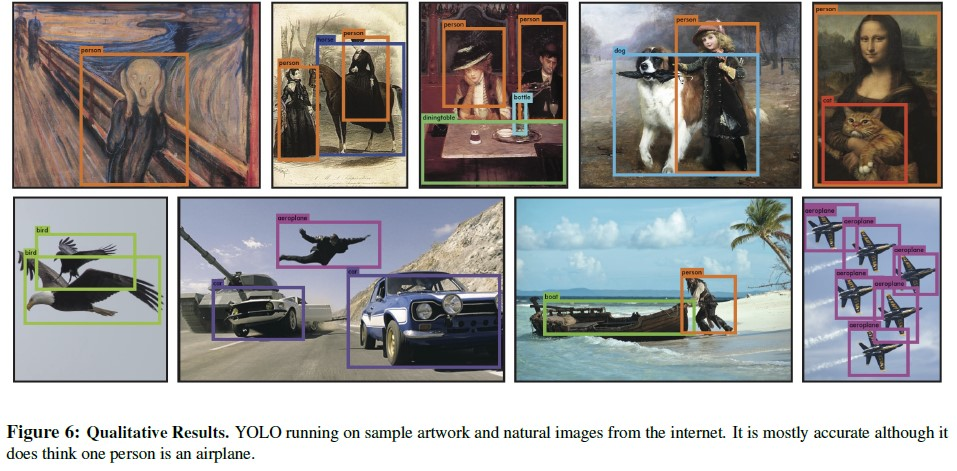 person
person
horse
person
person
person
bottle
diningtable
person
dog
person
cat
bird
bird
aeroplane
car
car
person
boat
aeroplane
aeroplane
aeroplane
aeroplane
aeroplane
aeroplane
Figure 6: Qualitative Results. YOLO running on sample artwork and natural images from the internet. It is mostly accurate although it
does think one person is an airplane.